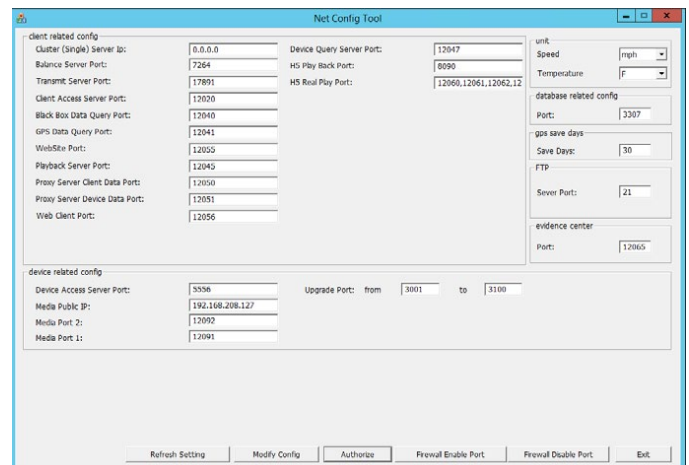 Net Config Tool
client related config
Cluster (Single) Server Ip: 0.0.0.0 Device Query Server Port: 12047
Balance Server Port: 7264 H5 Play Back Port: 8090
Transmit Server Port: 17891 H5 Real Play Port: 12060,12061,12062,12
Client Access Server Port: 12020
Black Box Data Query Port: 12040
GPS Data Query Port: 12041
WebSite Port: 12055
Playback Server Port: 12045
Proxy Server Client Data Port: 12050
Proxy Server Device Data Port: 12051
Web Client Port: 12056
unit
Speed mph
Temperature F
database related config
Port: 3307
gps save days
Save Days: 30
FTP
Sever Port: 21
evidence center
Port: 12065
device related config
Device Access Server Port: 5556 Upgrade Port: from 3001 to 3100
Media Public IP: 192.168.208.127
Media Port 2: 12092
Media Port 1: 12091
Refresh Setting Modify Config Authorize Firewall Enable Port Firewall Disable Port Exit